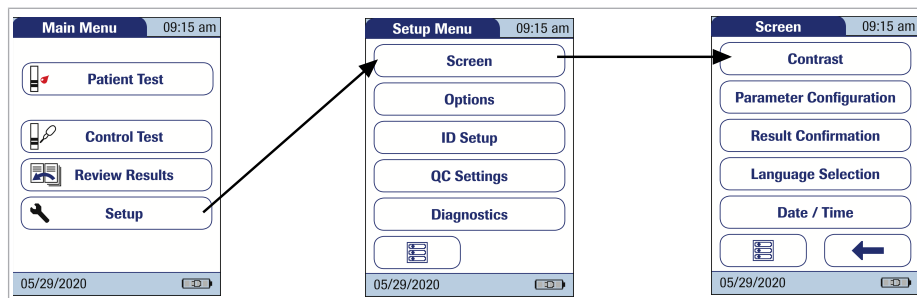 Main Menu 09:15 am
Patient Test
Control Test
Review Results
Setup
05/29/2020
Setup Menu 09:15 am
Screen
Options
ID Setup
QC Settings
Diagnostics
05/29/2020
Screen 09:15 am
Contrast
Parameter Configuration
Result Confirmation
Language Selection
Date / Time
05/29/2020